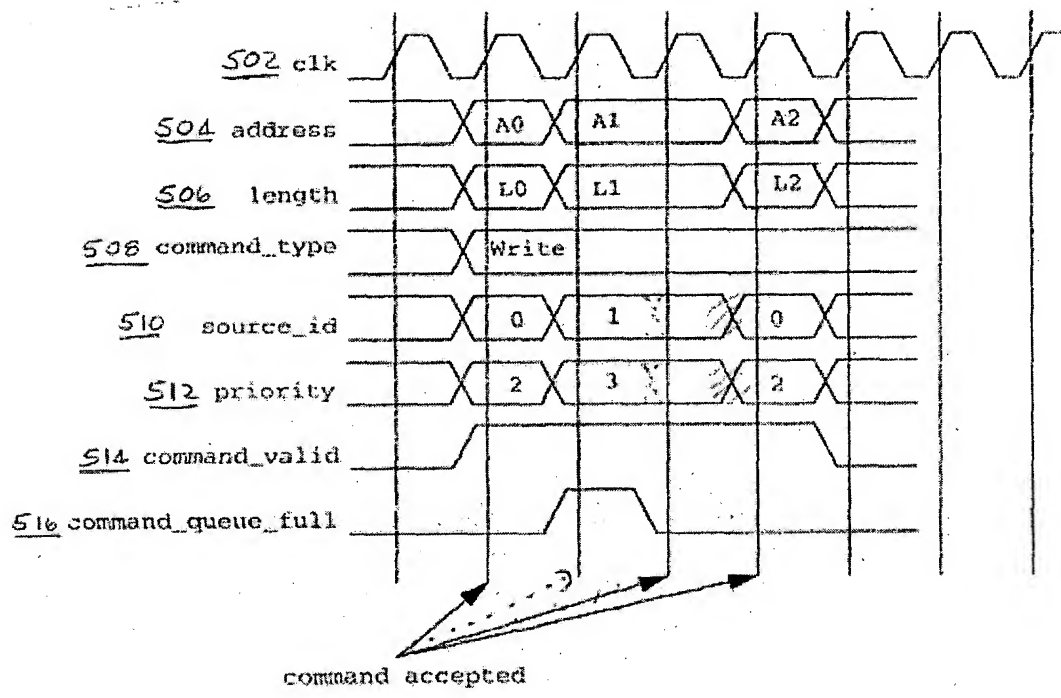 502 clk
504 address A0 A1 A2
506 length L0 L1 L2
508 command_type Write
510 source_id 0 1 0
512 priority 2 3 2
514 command_valid
516 command_queue_full
command accepted